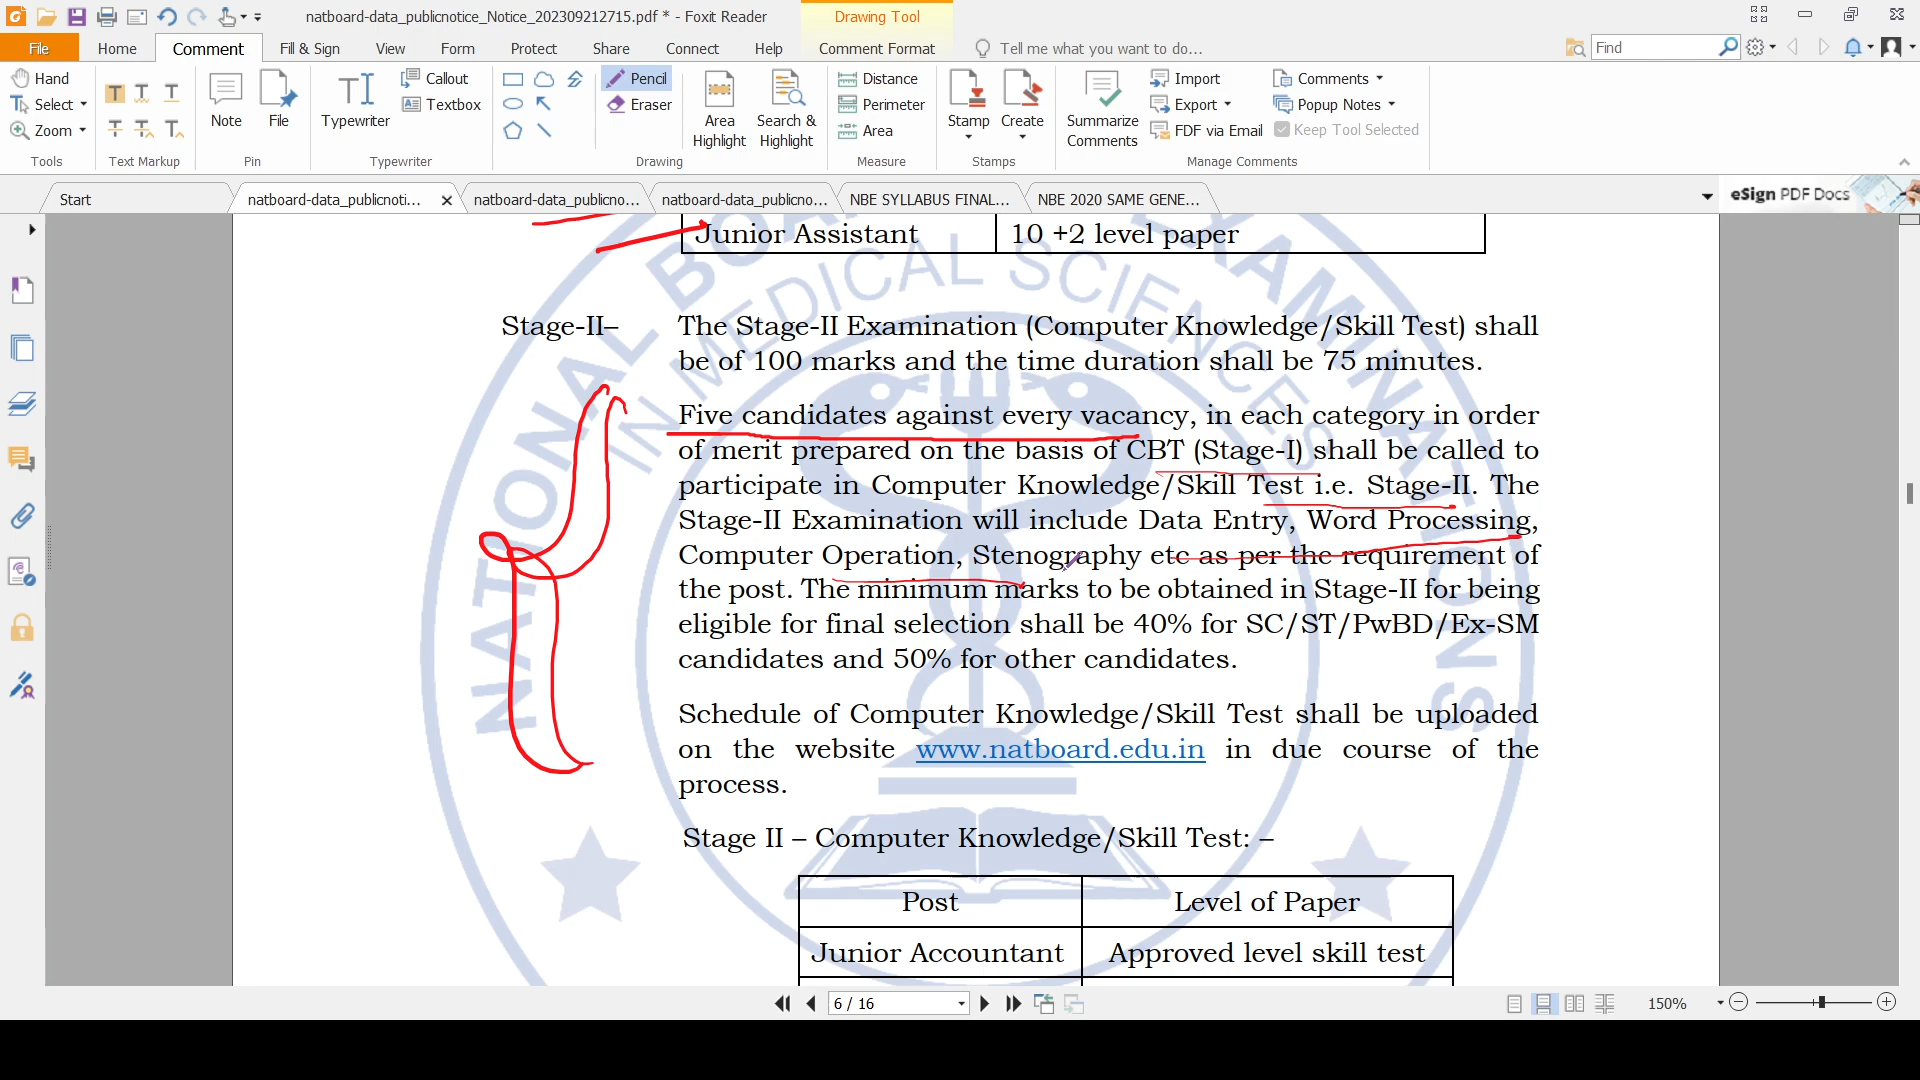 natboard-data_publicnotice_Notice_202309212715.pdf * - Foxit Reader
Drawing Tool
File Home Comment Fill & Sign View Form Protect Share Connect Help Comment Format Tell me what you want to do... Find
Hand
Select
Zoom
Tools
Text Markup
Note
File
Pin
Typewriter
Callout
Textbox
Typewriter
Pencil
Eraser
Area Highlight
Search & Highlight
Drawing
Distance
Perimeter
Area
Measure
Stamp
Create
Stamps
Summarize Comments
Import
Export
FDF via Email
Comments
Popup Notes
Keep Tool Selected
Manage Comments
Start natboard-data_publicnoti... natboard-data_publicno... natboard-data_publicno... NBE SYLLABUS FINAL... NBE 2020 SAME GENE... eSign PDF Docs
Junior Assistant 10 +2 level paper
Stage-II– The Stage-II Examination (Computer Knowledge/Skill Test) shall
be of 100 marks and the time duration shall be 75 minutes.
Five candidates against every vacancy, in each category in order
of merit prepared on the basis of CBT (Stage-I) shall be called to
participate in Computer Knowledge/Skill Test i.e. Stage-II. The
Stage-II Examination will include Data Entry, Word Processing,
Computer Operation, Stenography etc as per the requirement of
the post. The minimum marks to be obtained in Stage-II for being
eligible for final selection shall be 40% for SC/ST/PwBD/Ex-SM
candidates and 50% for other candidates.
Schedule of Computer Knowledge/Skill Test shall be uploaded
on the website www.natboard.edu.in in due course of the
process.
Stage II – Computer Knowledge/Skill Test: –
Post Level of Paper
Junior Accountant Approved level skill test
NATIONAL BOARD EXAMINATIONS
IN MEDICAL SCIENCES
6 / 16
150%